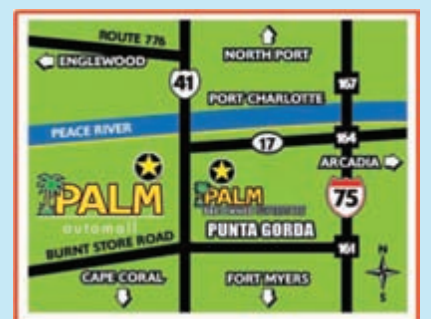 ROUTE 776
ENGLEWOOD
NORTH PORT
41
167
PORT CHARLOTTE
PEACE RIVER
17
164
ARCADIA
PALM
automall
PALM
75
PUNTA GORDA
BURNT STORE ROAD
161
N
CAPE CORAL
FORT MYERS
S